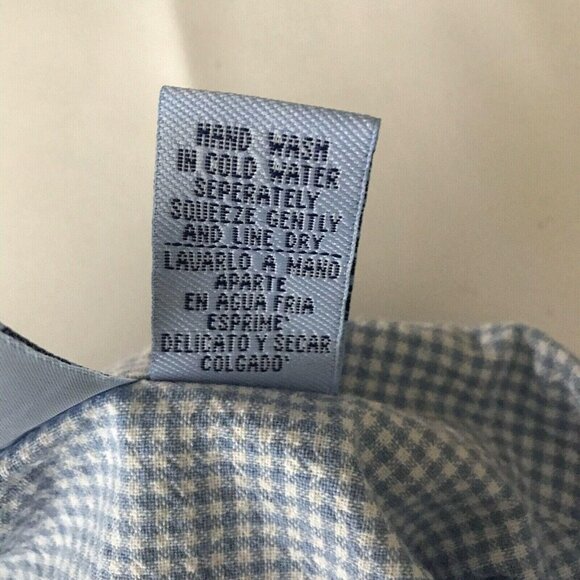 HAND WASH
IN COLD WATER
SEPERATELY
SQUEEZE GENTLY
AND LINE DRY
LAVARLO A MANO
APARTE
EN AGUA FRIA
ESPRIME
DELICATO Y SECAR
COLGADO